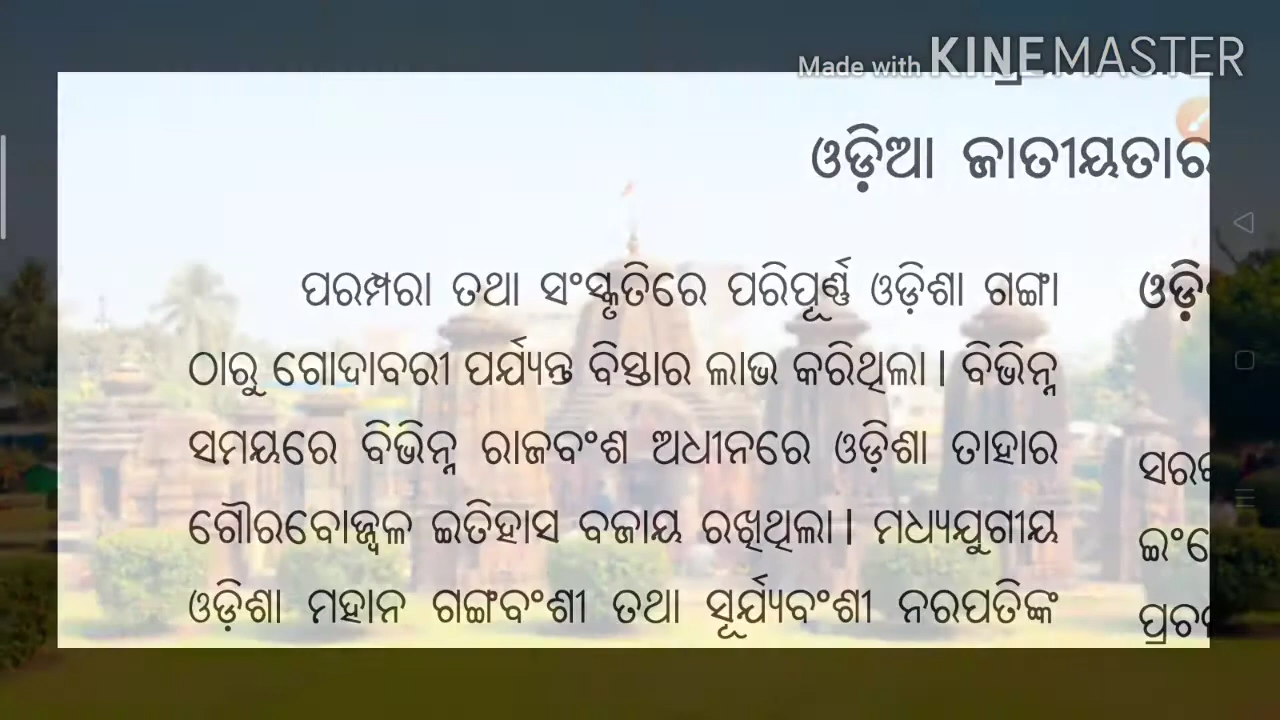 Made with KINEMASTER
ଓଡ଼ିଆ ଜାତୀୟତାର
ପରମ୍ପରା ତଥା ସଂସ୍କୃତିରେ ପରିପୂର୍ଣ୍ଣ ଓଡ଼ିଶା ଗଙ୍ଗା
ଠାରୁ ଗୋଦାବରୀ ପର୍ଯ୍ୟନ୍ତ ବିସ୍ତାର ଲାଭ କରିଥିଲା । ବିଭିନ୍ନ
ସମୟରେ ବିଭିନ୍ନ ରାଜବଂଶ ଅଧୀନରେ ଓଡ଼ିଶା ତାହାର
ଗୌରବୋଜ୍ଜ୍ୱଳ ଇତିହାସ ବଜାୟ ରଖିଥିଲା । ମଧ୍ୟଯୁଗୀୟ
ଓଡ଼ିଶା ମହାନ ଗଙ୍ଗବଂଶୀ ତଥା ସୂର୍ଯ୍ୟବଂଶୀ ନରପତିଙ୍କ